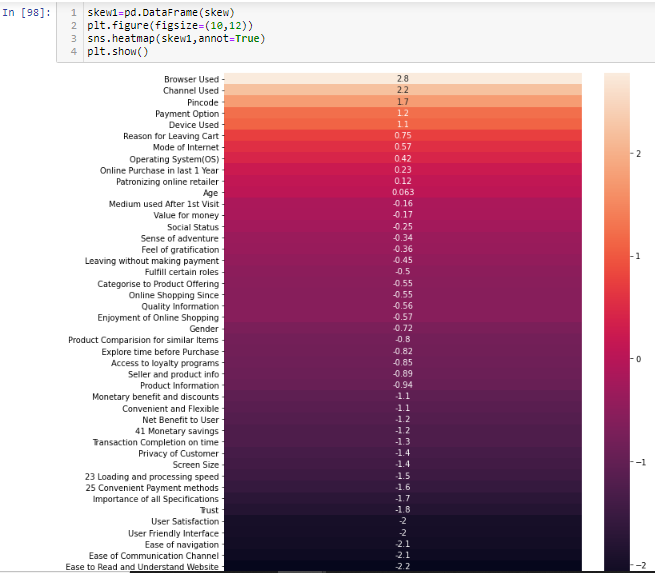 In [98]:
1 skew1=pd.DataFrame(skew)
2 plt.figure(figsize=(10,12))
3 sns.heatmap(skew1,annot=True)
4 plt.show()
Browser Used 2.8
Channel Used 2.2
Pincode 1.7
Payment Option 1.2
Device Used 1.1
Reason for Leaving Cart 0.75
Mode of Internet 0.57
Operating System(OS) 0.42
Online Purchase in last 1 Year 0.23
Patronizing online retailer 0.12
Age 0.063
Medium used After 1st Visit -0.16
Value for money -0.17
Social Status -0.25
Sense of adventure -0.34
Feel of gratification -0.36
Leaving without making payment -0.45
Fulfill certain roles -0.5
Categorise to Product Offering -0.55
Online Shopping Since -0.55
Quality Information -0.56
Enjoyment of Online Shopping -0.57
Gender -0.72
Product Comparision for similar Items -0.8
Explore time before Purchase -0.82
Access to loyalty programs -0.85
Seller and product info -0.89
Product Information -0.94
Monetary benefit and discounts -1.1
Convenient and Flexible -1.1
Net Benefit to User -1.2
41 Monetary savings -1.2
Transaction Completion on time -1.3
Privacy of Customer -1.4
Screen Size -1.4
23 Loading and processing speed -1.5
25 Convenient Payment methods -1.6
Importance of all Specifications -1.7
Trust -1.8
User Satisfaction -2
User Friendly Interface -2
Ease of navigation -2.1
Ease of Communication Channel -2.1
Ease to Read and Understand Website -2.2
2
1
0
-1
-2